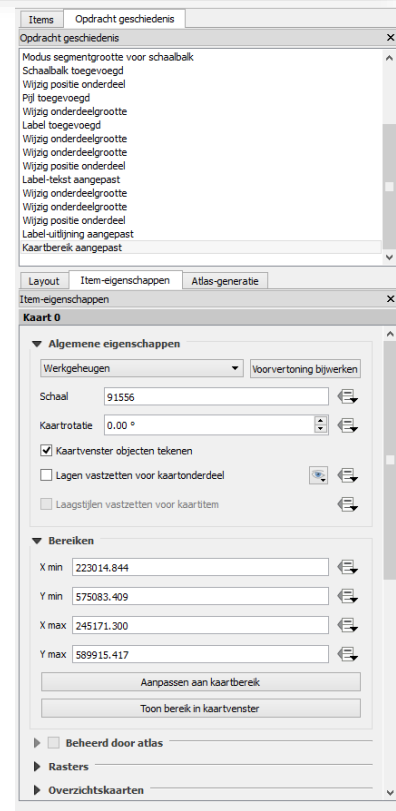 Items Opdracht geschiedenis
Opdracht geschiedenis
Modus segmentgrootte voor schaalbalk
Schaalbalk toegevoegd
Wijzig positie onderdeel
Pijl toegevoegd
Wijzig onderdeelgrootte
Label toegevoegd
Wijzig onderdeelgrootte
Wijzig onderdeelgrootte
Wijzig positie onderdeel
Label-tekst aangepast
Wijzig onderdeelgrootte
Wijzig onderdeelgrootte
Wijzig positie onderdeel
Label-uitlijning aangepast
Kaartbereik aangepast
Layout Item-eigenschappen Atlas-generatie
Item-eigenschappen
Kaart 0
Algemene eigenschappen
Werkgeheugen Voorvertoning bijwerken
Schaal 91556
Kaartrotatie 0.00 °
Kaartvenster objecten tekenen
Lagen vastzetten voor kaartonderdeel
Laagstijlen vastzetten voor kaartitem
Bereiken
X min 223014.844
Y min 575083.409
X max 245171.300
Y max 589915.417
Aanpassen aan kaartbereik
Toon bereik in kaartvenster
Beheerd door atlas
Rasters
Overzichtskaarten